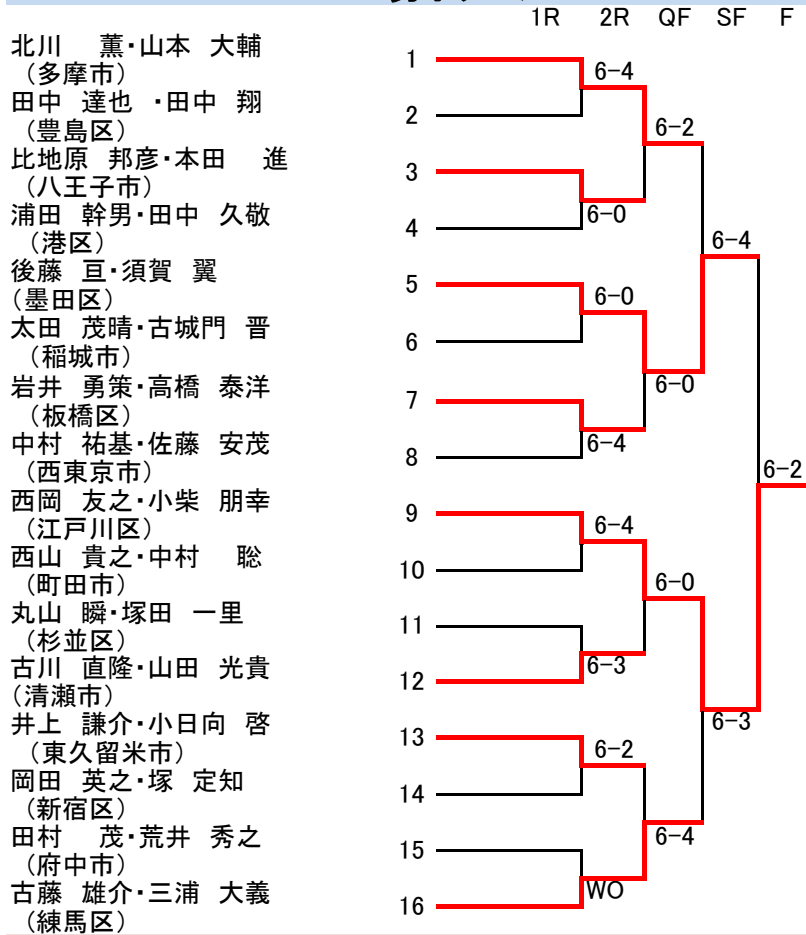 1R 2R QF SF F
北川 薫・山本 大輔
（多摩市）
1
6-4
田中 達也 ・田中 翔
（豊島区）
2
6-2
比地原 邦彦・本田 進
（八王子市）
3
浦田 幹男・田中 久敬
（港区）
4
6-0
6-4
後藤 亘・須賀 翼
（墨田区）
5
6-0
太田 茂晴・古城門 晋
（稲城市）
6
岩井 勇策・高橋 泰洋
（板橋区）
7
6-0
中村 祐基・佐藤 安茂
（西東京市）
8
6-4
6-2
西岡 友之・小柴 朋幸
（江戸川区）
9
6-4
西山 貴之・中村 聡
（町田市）
10
6-0
丸山 瞬・塚田 一里
（杉並区）
11
古川 直隆・山田 光貴
（清瀬市）
12
6-3
6-3
井上 謙介・小日向 啓
（東久留米市）
13
6-2
岡田 英之・塚 定知
（新宿区）
14
田村 茂・荒井 秀之
（府中市）
15
6-4
古藤 雄介・三浦 大義
（練馬区）
16
WO